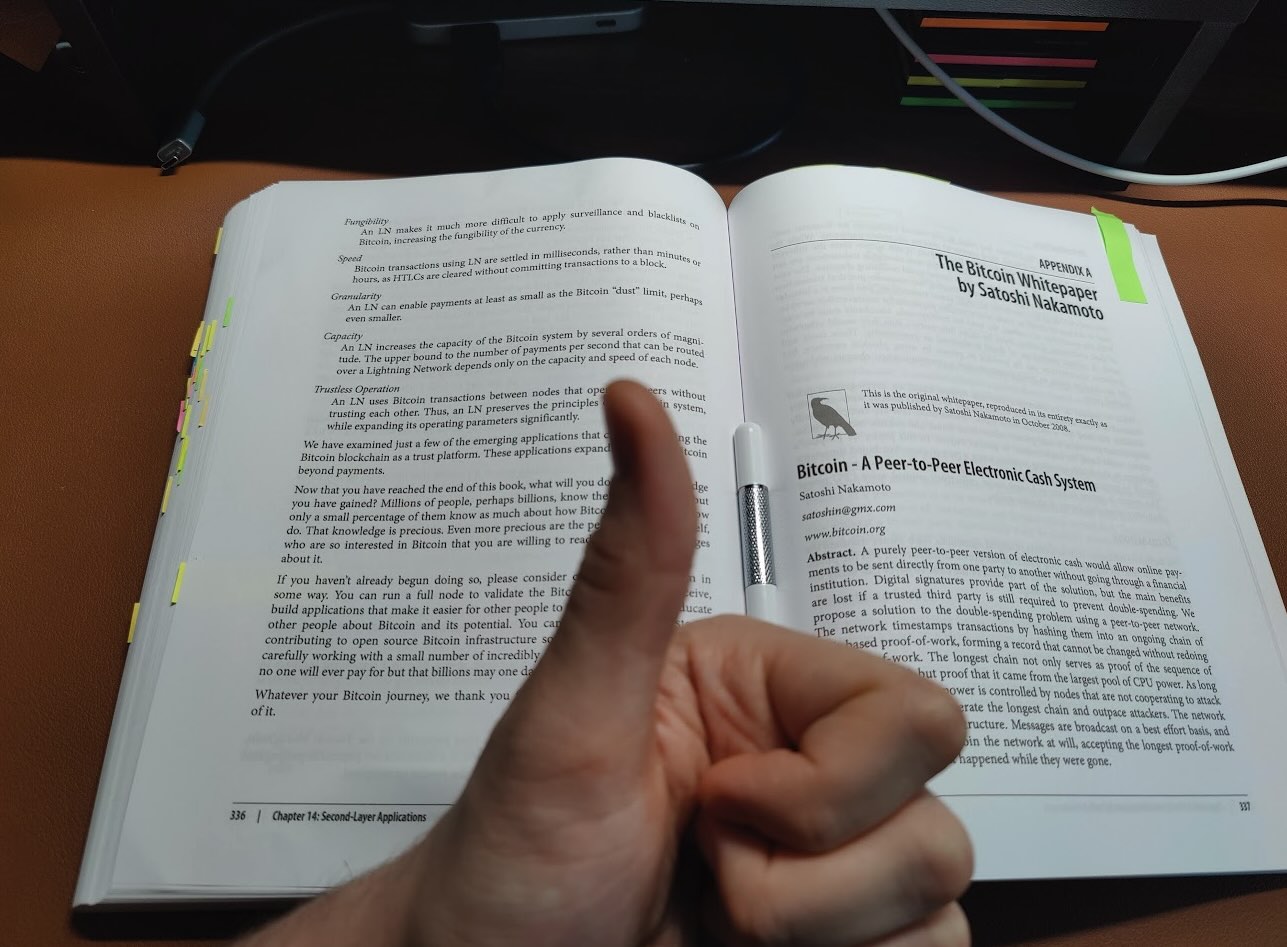 Fungibility
An LN makes it much more difficult to apply surveillance and blacklists on
Bitcoin, increasing the fungibility of the currency.
Speed
Bitcoin transactions using LN are settled in milliseconds, rather than minutes or
hours, as HTLCs are cleared without committing transactions to a block.
Granularity
An LN can enable payments at least as small as the Bitcoin “dust” limit, perhaps
even smaller.
Capacity
An LN increases the capacity of the Bitcoin system by several orders of magni-
tude. The upper bound to the number of payments per second that can be routed
over a Lightning Network depends only on the capacity and speed of each node.
Trustless Operation
An LN uses Bitcoin transactions between nodes that without
trusting each other. Thus, an LN preserves the principles system,
while expanding its operating parameters significantly.
We have examined just a few of the emerging applications that the
Bitcoin blockchain as a trust platform. These applications
beyond payments.
Now that you have reached the end of this book, what will you do
you have gained? Millions of people, perhaps billions, know the
only a small percentage of them know as much about how
do. That knowledge is precious. Even more precious are the
who are so interested in Bitcoin that you are willing to
about it.
If you haven’t already begun doing so, please consider in
some way. You can run a full node to validate the
build applications that make it easier for other people to
other people about Bitcoin and its potential. You
contributing to open source Bitcoin infrastructure
carefully working with a small number of incredibly
no one will ever pay for but that billions may one
Whatever your Bitcoin journey, we thank you
of it.
336 | Chapter 14: Second-Layer Applications
APPENDIX A
The Bitcoin Whitepaper
by Satoshi Nakamoto
This is the original whitepaper, reproduced in its entirety exactly as
it was published by Satoshi Nakamoto in October 2008.
Bitcoin - A Peer-to-Peer Electronic Cash System
Satoshi Nakamoto
satoshin@gmx.com
www.bitcoin.org
Abstract. A purely peer-to-peer version of electronic cash would allow online pay-
ments to be sent directly from one party to another without going through a financial
institution. Digital signatures provide part of the solution, but the main benefits
are lost if a trusted third party is still required to prevent double-spending. We
propose a solution to the double-spending problem using a peer-to-peer network.
The network timestamps transactions by hashing them into an ongoing chain of
based proof-of-work, forming a record that cannot be changed without redoing
The longest chain not only serves as proof of the sequence of
but proof that it came from the largest pool of CPU power. As long
power is controlled by nodes that are not cooperating to attack
the longest chain and outpace attackers. The network
Messages are broadcast on a best effort basis, and
the network at will, accepting the longest proof-of-work
happened while they were gone.
337